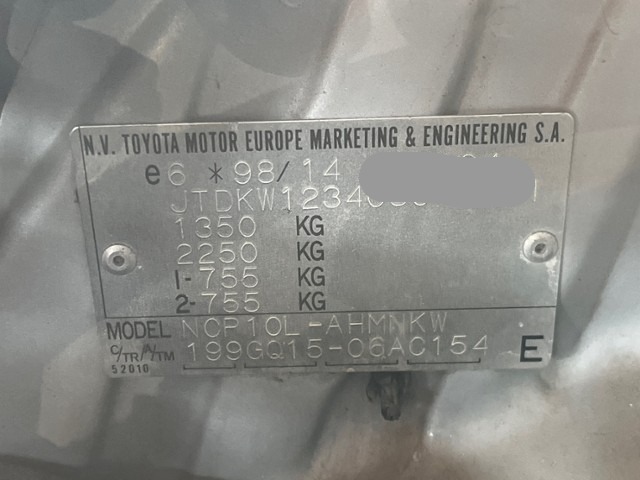 N.V. TOYOTA MOTOR EUROPE MARKETING & ENGINEERING S.A.
e6 *98/14
JTDKW1234
1350 KG
2250 KG
1-755 KG
2-755 KG
MODEL NCP10L-AHMNKW
C/TR/A/TM 199GQ15-06AC154 E
52010